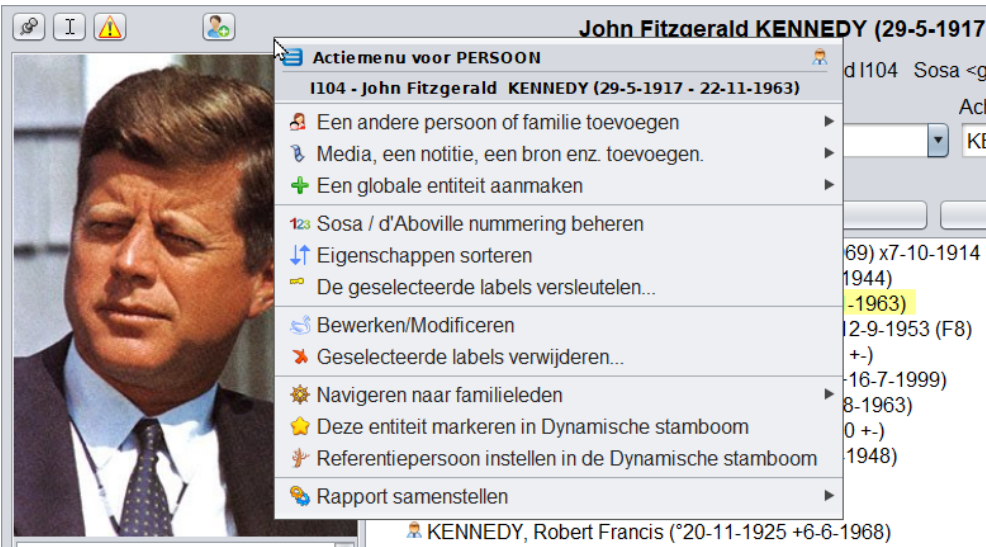 John Fitzgerald KENNEDY (29-5-1917
Actiemenu voor PERSOON
I104 - John Fitzgerald KENNEDY (29-5-1917 - 22-11-1963)
d I104 Sosa <g
Acl
KE
Een andere persoon of familie toevoegen
Media, een notitie, een bron enz. toevoegen.
Een globale entiteit aanmaken
123 Sosa / d'Aboville nummering beheren
Eigenschappen sorteren
De geselecteerde labels versleutelen...
Bewerken/Modificeren
Geselecteerde labels verwijderen...
Navigeren naar familieleden
Deze entiteit markeren in Dynamische stamboom
Referentiepersoon instellen in de Dynamische stamboom
Rapport samenstellen
69) x7-10-1914
1944)
-1963)
12-9-1953 (F8)
+-)
-16-7-1999)
8-1963)
0 +-)
-1948)
KENNEDY, Robert Francis (°20-11-1925 +6-6-1968)